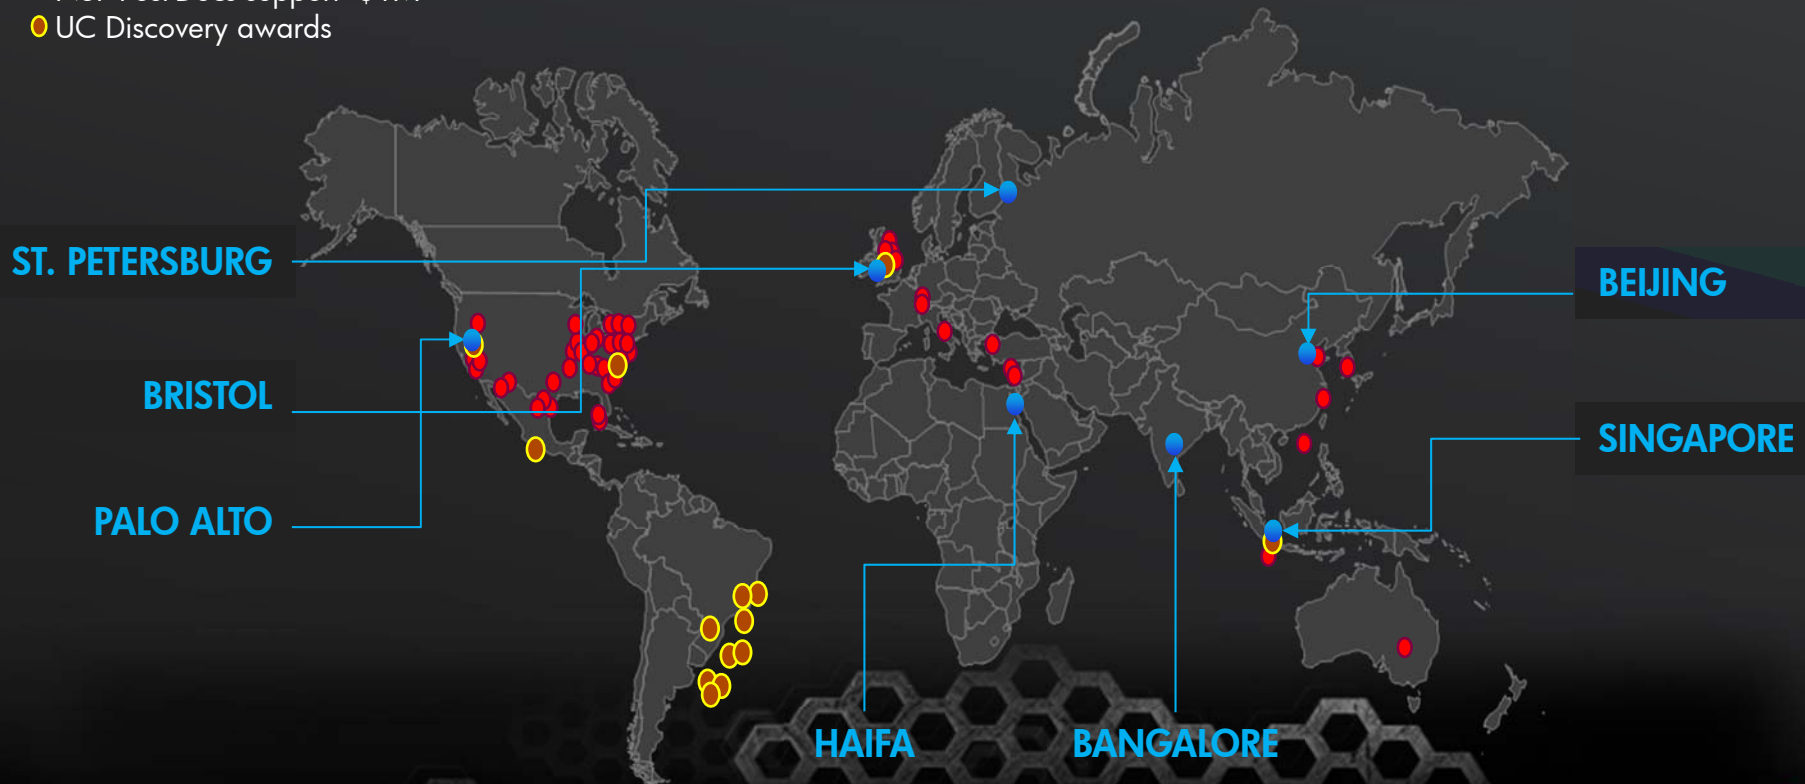 UC Discovery awards
ST. PETERSBURG
BEIJING
BRISTOL
SINGAPORE
PALO ALTO
HAIFA
BANGALORE